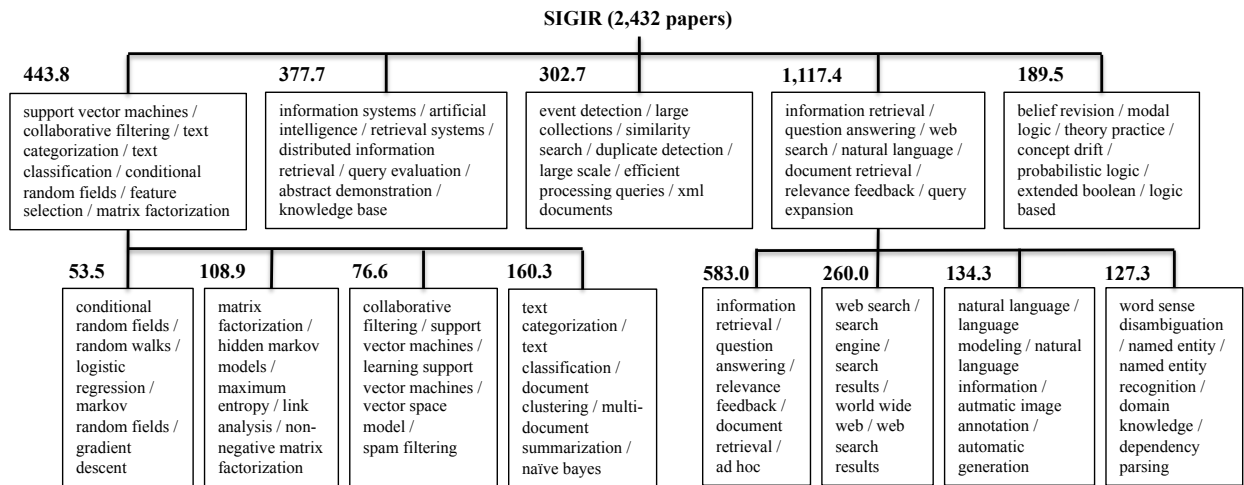 SIGIR (2,432 papers)
443.8
support vector machines /
collaborative filtering / text
categorization / text
classification / conditional
random fields / feature
selection / matrix factorization
377.7
information systems / artificial
intelligence / retrieval systems /
distributed information
retrieval / query evaluation /
abstract demonstration /
knowledge base
302.7
event detection / large
collections / similarity
search / duplicate detection /
large scale / efficient
processing queries / xml
documents
1,117.4
information retrieval /
question answering / web
search / natural language /
document retrieval /
relevance feedback / query
expansion
189.5
belief revision / modal
logic / theory practice /
concept drift /
probabilistic logic /
extended boolean / logic
based
53.5
conditional
random fields /
random walks /
logistic
regression /
markov
random fields /
gradient
descent
108.9
matrix
factorization /
hidden markov
models /
maximum
entropy / link
analysis / non-
negative matrix
factorization
76.6
collaborative
filtering / support
vector machines /
learning support
vector machines /
vector space
model /
spam filtering
160.3
text
categorization /
text
classification /
document
clustering / multi-
document
summarization /
naïve bayes
583.0
information
retrieval /
question
answering /
relevance
feedback /
document
retrieval /
ad hoc
260.0
web search /
search
engine /
search
results /
world wide
web / web
search
results
134.3
natural language /
language
modeling / natural
language
information /
autmatic image
annotation /
automatic
generation
127.3
word sense
disambiguation
/ named entity /
named entity
recognition /
domain
knowledge /
dependency
parsing